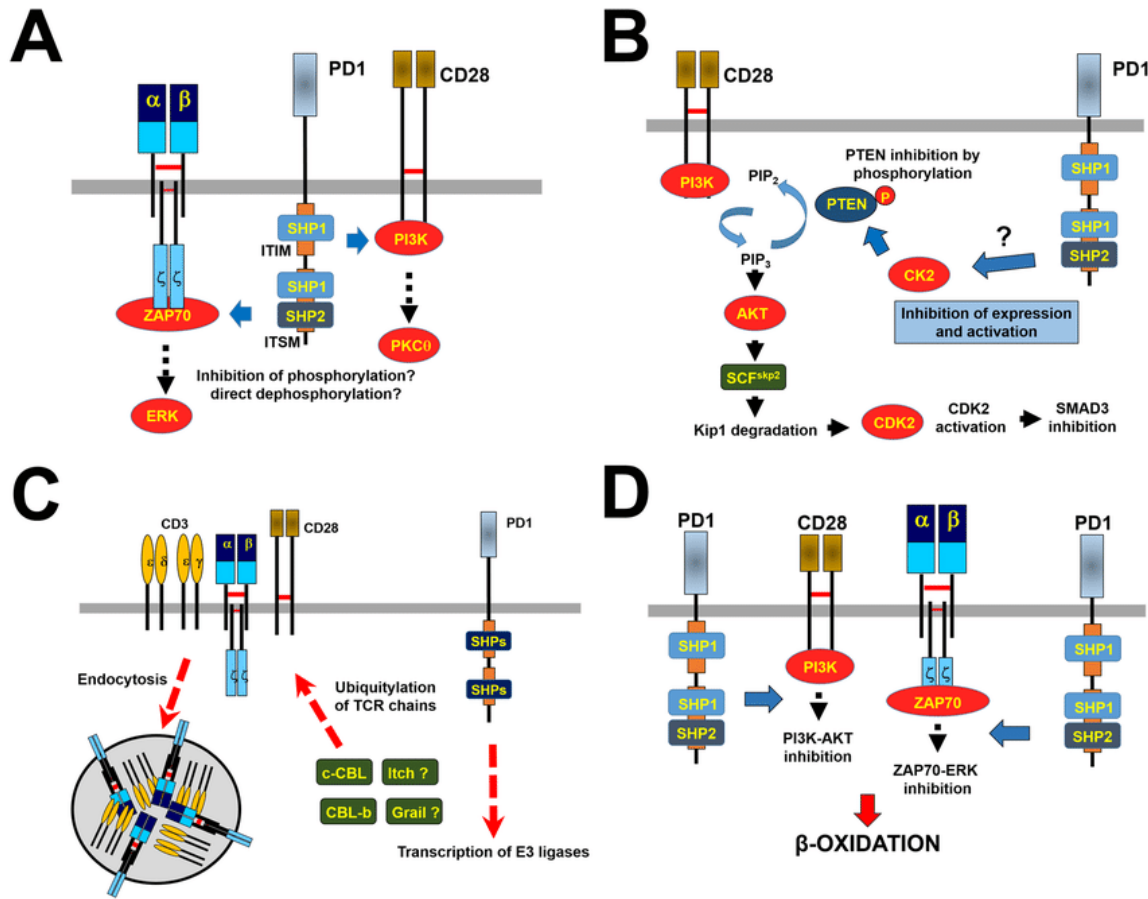 A
PD1
CD28
α β
SHP1
ITIM
PI3K
SHP1
SHP2
ITSM
ζ ζ
ZAP70
PKCθ
Inhibition of phosphorylation?
direct dephosphorylation?
ERK
B
CD28
PD1
PI3K
PIP2
PIP3
PTEN inhibition by
phosphorylation
PTEN
P
SHP1
SHP1
SHP2
?
CK2
Inhibition of expression
and activation
AKT
SCFskp2
Kip1 degradation
CDK2
CDK2
activation
SMAD3
inhibition
C
CD3
ε δ ε γ
α β
CD28
PD1
ζ ζ
SHPs
SHPs
Endocytosis
Ubiquitylation
of TCR chains
c-CBL
Itch ?
CBL-b
Grail ?
Transcription of E3 ligases
D
PD1
CD28
α β
PD1
SHP1
SHP1
SHP2
PI3K
PI3K-AKT
inhibition
ζ ζ
ZAP70
ZAP70-ERK
inhibition
SHP1
SHP1
SHP2
β-OXIDATION